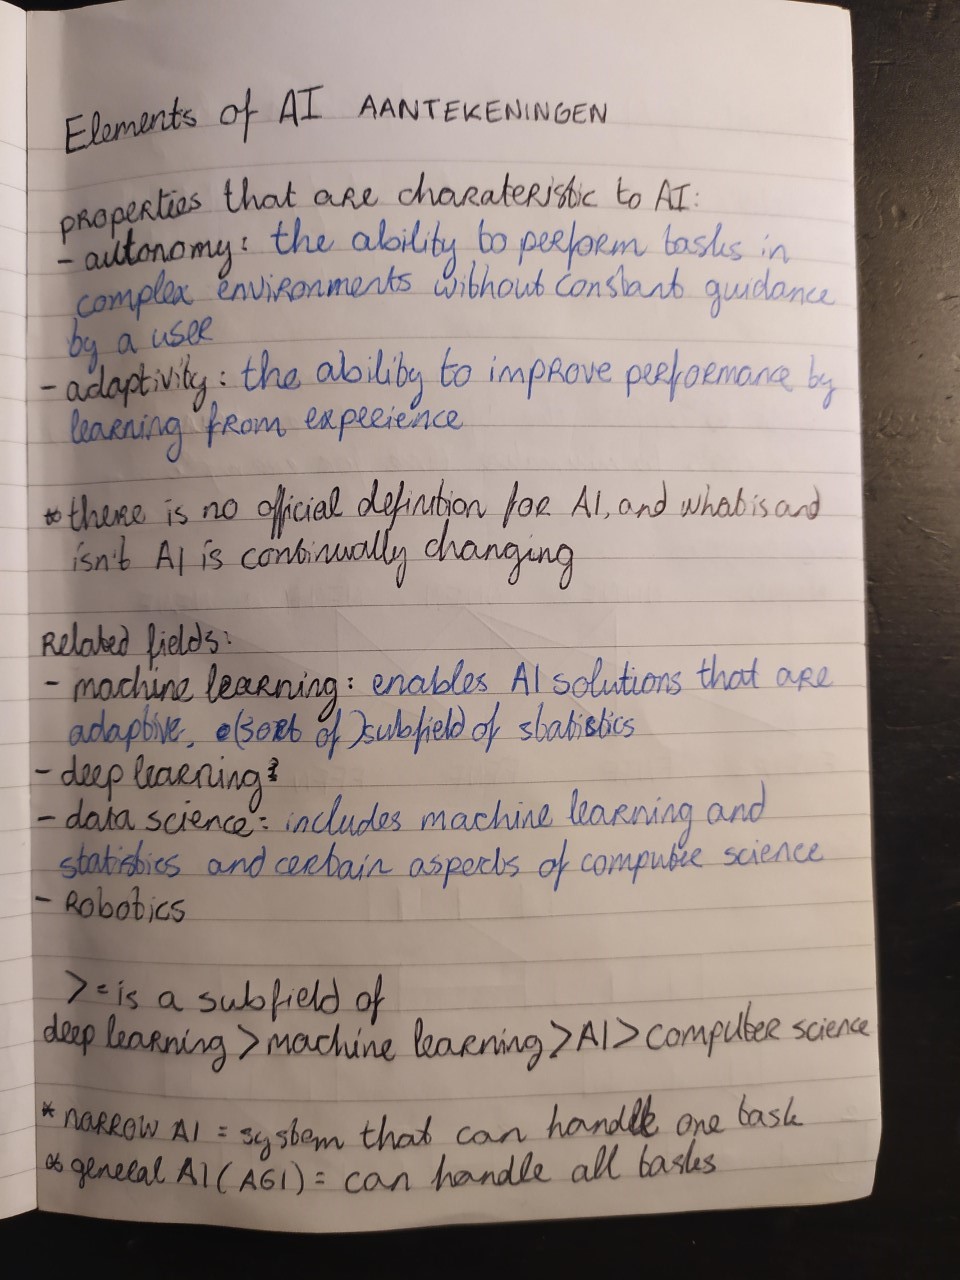 Elements of AI AANTEKENINGEN
properties that are charateristic to AI:
- autonomy: the ability to perform tasks in
complex environments without constant guidance
by a user
- adaptivity: the ability to improve performance by
learning from experience
* there is no official definition for AI, and what is and
isn't AI is continually changing
Related fields:
- machine learning: enables AI solutions that are
adaptive, (sort of) subfield of statistics
- deep learning:
- data science: includes machine learning and
statistics and certain aspects of computer science
- Robotics
> = is a subfield of
deep learning > machine learning > AI > computer science
* narrow AI = system that can handle one task
* general AI (AGI) = can handle all tasks